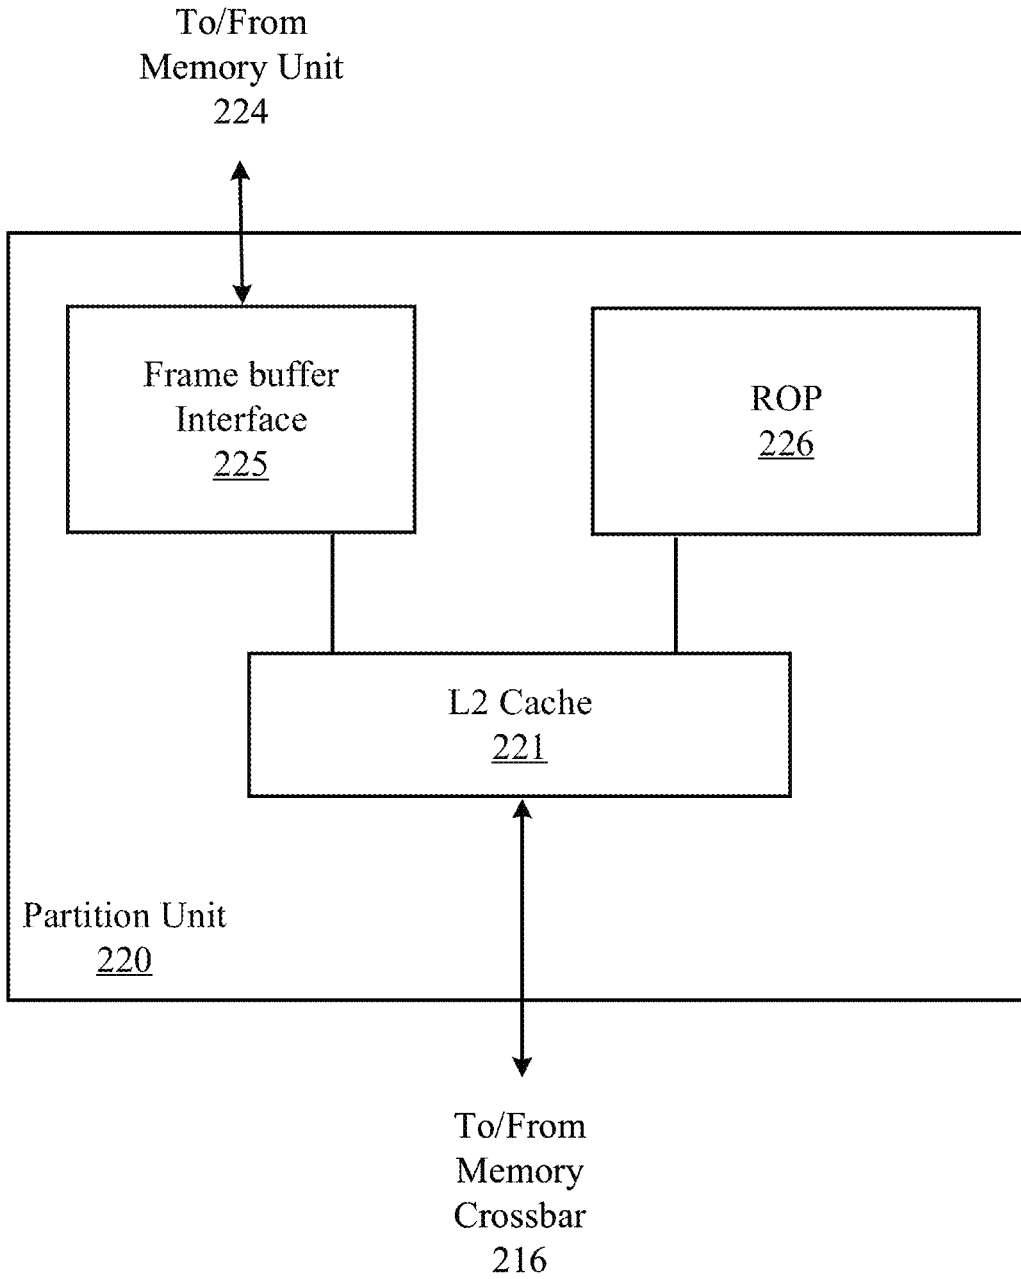 To/From
Memory Unit
224
Frame buffer
Interface
225
ROP
226
L2 Cache
221
Partition Unit
220
To/From
Memory
Crossbar
216